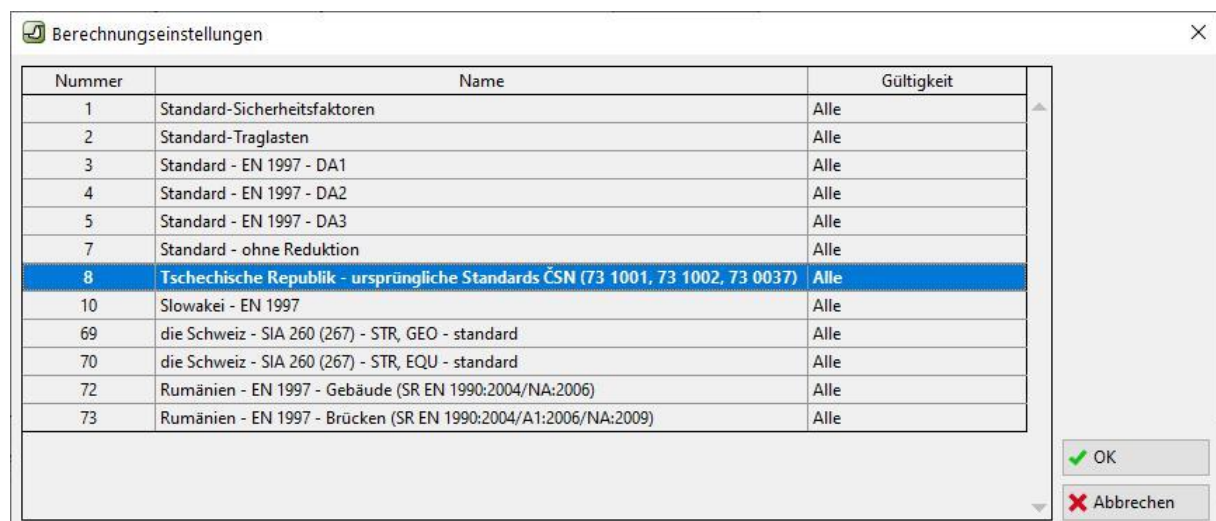 Berechnungseinstellungen
Nummer Name Gültigkeit
1 Standard-Sicherheitsfaktoren Alle
2 Standard-Traglasten Alle
3 Standard - EN 1997 - DA1 Alle
4 Standard - EN 1997 - DA2 Alle
5 Standard - EN 1997 - DA3 Alle
7 Standard - ohne Reduktion Alle
8 Tschechische Republik - ursprüngliche Standards ČSN (73 1001, 73 1002, 73 0037) Alle
10 Slowakei - EN 1997 Alle
69 die Schweiz - SIA 260 (267) - STR, GEO - standard Alle
70 die Schweiz - SIA 260 (267) - STR, EQU - standard Alle
72 Rumänien - EN 1997 - Gebäude (SR EN 1990:2004/NA:2006) Alle
73 Rumänien - EN 1997 - Brücken (SR EN 1990:2004/A1:2006/NA:2009) Alle
OK
Abbrechen